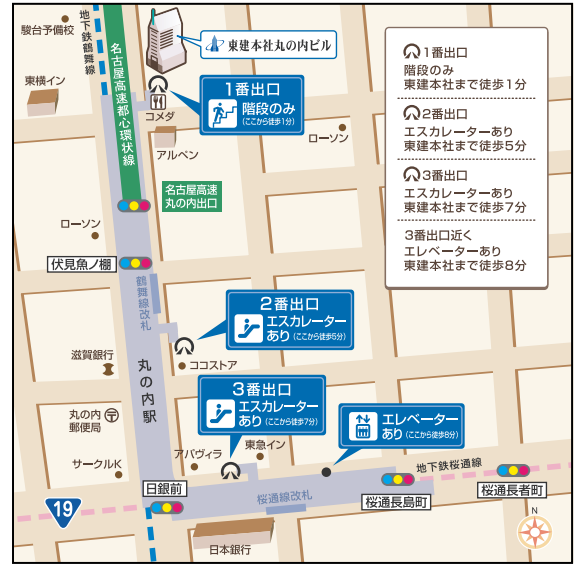 駿台予備校
地下鉄鶴舞線
東建本社丸の内ビル
東横イン
名古屋高速都心環状線
コメダ
1番出口
階段のみ
(ここから徒歩1分)
アルペン
ローソン
名古屋高速
丸の内出口
ローソン
伏見魚ノ棚
鶴舞線改札
2番出口
エスカレーター
あり(ここから徒歩5分)
滋賀銀行
ココストア
丸の内駅
3番出口
エスカレーター
あり(ここから徒歩7分)
丸の内
郵便局
アパヴィラ
東急イン
エレベーター
あり(ここから徒歩8分)
サークルK
日銀前
地下鉄桜通線
桜通長者町
桜通長島町
桜通線改札
19
日本銀行
N
1番出口
階段のみ
東建本社まで徒歩1分
2番出口
エスカレーターあり
東建本社まで徒歩5分
3番出口
エスカレーターあり
東建本社まで徒歩7分
3番出口近く
エレベーターあり
東建本社まで徒歩8分